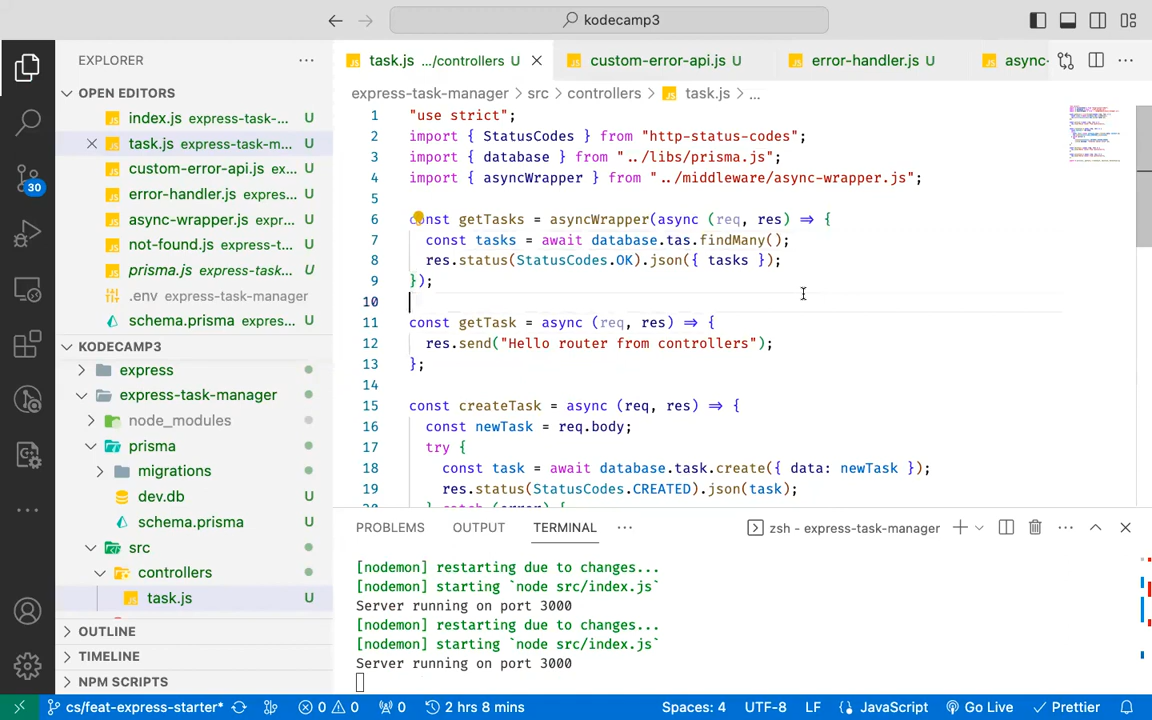 kodecamp3
EXPLORER
OPEN EDITORS
index.js express-task-...
task.js express-task-m... U
custom-error-api.js ex... U
error-handler.js expres... U
async-wrapper.js expr... U
not-found.js express-t... U
prisma.js express-task... U
.env express-task-manager
schema.prisma expres... U
KODECAMP3
express
express-task-manager
node_modules
prisma
migrations
dev.db U
schema.prisma U
src
controllers
task.js U
OUTLINE
TIMELINE
NPM SCRIPTS
30
task.js .../controllers U
custom-error-api.js U
error-handler.js U
async-
express-task-manager > src > controllers > task.js > ...
1 "use strict";
2 import { StatusCodes } from "http-status-codes";
3 import { database } from "../libs/prisma.js";
4 import { asyncWrapper } from "../middleware/async-wrapper.js";
5
6 const getTasks = asyncWrapper(async (req, res) => {
7 const tasks = await database.tas.findMany();
8 res.status(StatusCodes.OK).json({ tasks });
9 });
10
11 const getTask = async (req, res) => {
12 res.send("Hello router from controllers");
13 };
14
15 const createTask = async (req, res) => {
16 const newTask = req.body;
17 try {
18 const task = await database.task.create({ data: newTask });
19 res.status(StatusCodes.CREATED).json(task);
20 } catch (error) {
PROBLEMS OUTPUT TERMINAL ... zsh - express-task-manager
[nodemon] restarting due to changes...
[nodemon] starting `node src/index.js`
Server running on port 3000
[nodemon] restarting due to changes...
[nodemon] starting `node src/index.js`
Server running on port 3000
cs/feat-express-starter* 0 0 0 2 hrs 8 mins Spaces: 4 UTF-8 LF JavaScript Go Live Prettier